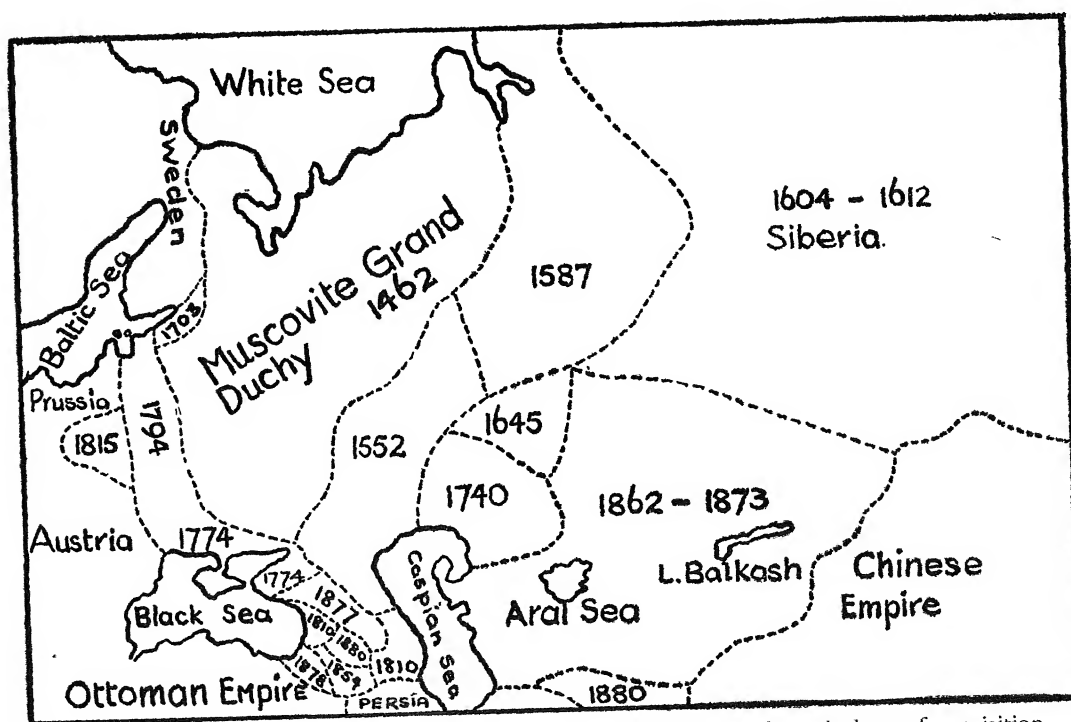 White Sea
Sweden
1604 - 1612
Siberia.
1587
Muscovite Grand
1462
Duchy
Baltic Sea
1703
Prussia
1794
1815
1645
1552
1740
1862 - 1873
Austria
1774
L.Balkash
Chinese
Empire
Caspian Sea
Aral Sea
1774
1877
Black Sea
1810
1880
1810
1878
1854
Ottoman Empire
PERSIA
1880